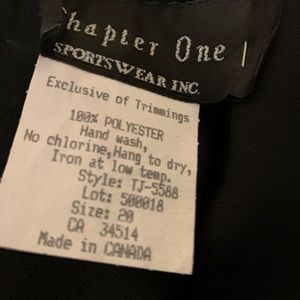 Chapter One
SPORTSWEAR INC.
Exclusive of Trimmings
100% POLYESTER
Hand wash,
No chlorine,Hang to dry,
Iron at low temp.
Style: TJ-5588
Lot: 500018
Size: 20
CA 34514
Made in CANADA